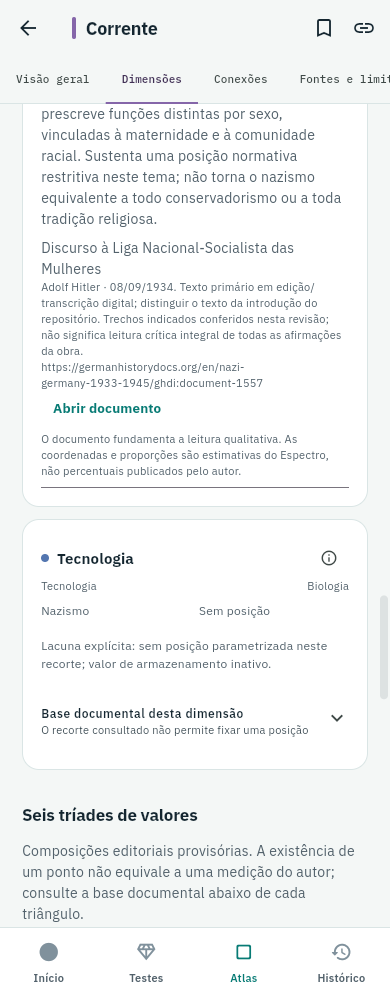 Corrente
Visão geral
Dimensões
Conexões
Fontes e limit
prescreve funções distintas por sexo,
vinculadas à maternidade e à comunidade
racial. Sustenta uma posição normativa
restritiva neste tema; não torna o nazismo
equivalente a todo conservadorismo ou a toda
tradição religiosa.
Discurso à Liga Nacional-Socialista das
Mulheres
Adolf Hitler · 08/09/1934. Texto primário em edição/
transcrição digital; distinguir o texto da introdução do
repositório. Trechos indicados conferidos nesta revisão;
não significa leitura crítica integral de todas as afirmações
da obra.
https://germanhistorydocs.org/en/nazi-
germany-1933-1945/ghdi:document-1557
Abrir documento
O documento fundamenta a leitura qualitativa. As
coordenadas e proporções são estimativas do Espectro,
não percentuais publicados pelo autor.
Tecnologia
Tecnologia
Biologia
Nazismo
Sem posição
Lacuna explícita: sem posição parametrizada neste
recorte; valor de armazenamento inativo.
Base documental desta dimensão
O recorte consultado não permite fixar uma posição
Seis tríades de valores
Composições editoriais provisórias. A existência de
um ponto não equivale a uma medição do autor;
consulte a base documental abaixo de cada
triângulo.
Início
Testes
Atlas
Histórico